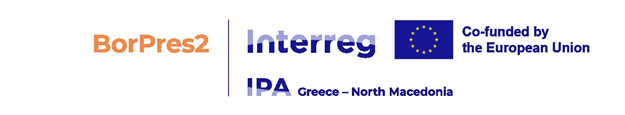 BorPres2
Interreg
Co-funded by
the European Union
IPA Greece – North Macedonia